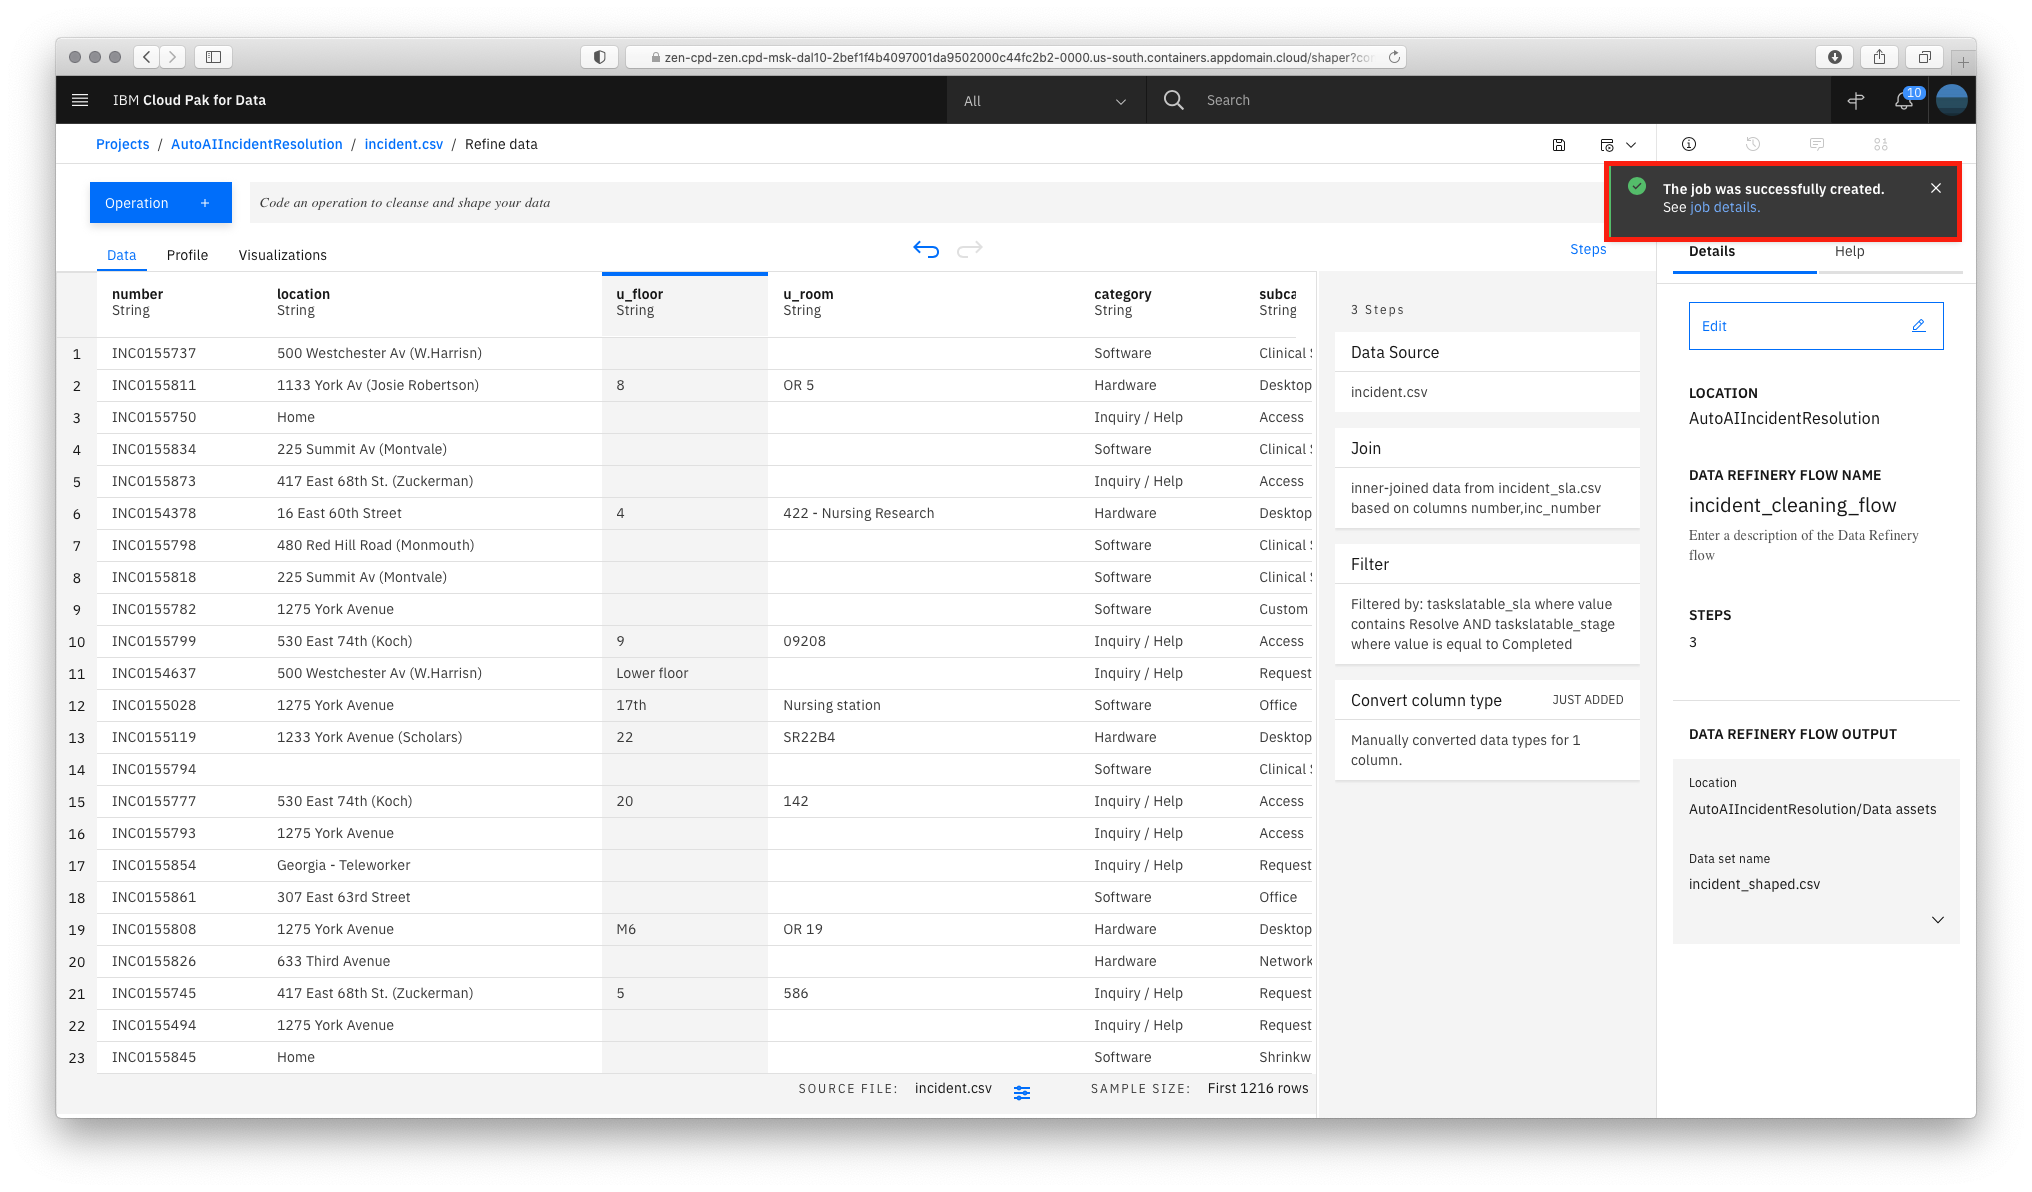 zen-cpd-zen.cpd-msk-dal10-2bef1f4b4097001da9502000c44fc2b2-0000.us-south.containers.appdomain.cloud/shaper?co
IBM Cloud Pak for Data
All
Search
10
Projects / AutoAIIncidentResolution / incident.csv / Refine data
The job was successfully created.
See job details.
Operation +
Code an operation to cleanse and shape your data
Data Profile Visualizations
Steps
Details Help
number location u_floor u_room category subca
String String String String String String
1 INC0155737 500 Westchester Av (W.Harrisn) Software Clinical
2 INC0155811 1133 York Av (Josie Robertson) 8 OR 5 Hardware Desktop
3 INC0155750 Home Inquiry / Help Access
4 INC0155834 225 Summit Av (Montvale) Software Clinical
5 INC0155873 417 East 68th St. (Zuckerman) Inquiry / Help Access
6 INC0154378 16 East 60th Street 4 422 - Nursing Research Hardware Desktop
7 INC0155798 480 Red Hill Road (Monmouth) Software Clinical
8 INC0155818 225 Summit Av (Montvale) Software Clinical
9 INC0155782 1275 York Avenue Software Custom
10 INC0155799 530 East 74th (Koch) 9 09208 Inquiry / Help Access
11 INC0154637 500 Westchester Av (W.Harrisn) Lower floor Inquiry / Help Request
12 INC0155028 1275 York Avenue 17th Nursing station Software Office
13 INC0155119 1233 York Avenue (Scholars) 22 SR22B4 Hardware Desktop
14 INC0155794 Software Clinical
15 INC0155777 530 East 74th (Koch) 20 142 Inquiry / Help Access
16 INC0155793 1275 York Avenue Inquiry / Help Access
17 INC0155854 Georgia - Teleworker Inquiry / Help Request
18 INC0155861 307 East 63rd Street Software Office
19 INC0155808 1275 York Avenue M6 OR 19 Hardware Desktop
20 INC0155826 633 Third Avenue Hardware Network
21 INC0155745 417 East 68th St. (Zuckerman) 5 586 Inquiry / Help Request
22 INC0155494 1275 York Avenue Inquiry / Help Request
23 INC0155845 Home Software Shrinkw
SOURCE FILE: incident.csv SAMPLE SIZE: First 1216 rows
3 Steps
Data Source
incident.csv
Join
inner-joined data from incident_sla.csv
based on columns number,inc_number
Filter
Filtered by: taskslatable_sla where value
contains Resolve AND taskslatable_stage
where value is equal to Completed
Convert column type JUST ADDED
Manually converted data types for 1
column.
Edit
LOCATION
AutoAIIncidentResolution
DATA REFINERY FLOW NAME
incident_cleaning_flow
Enter a description of the Data Refinery
flow
STEPS
3
DATA REFINERY FLOW OUTPUT
Location
AutoAIIncidentResolution/Data assets
Data set name
incident_shaped.csv